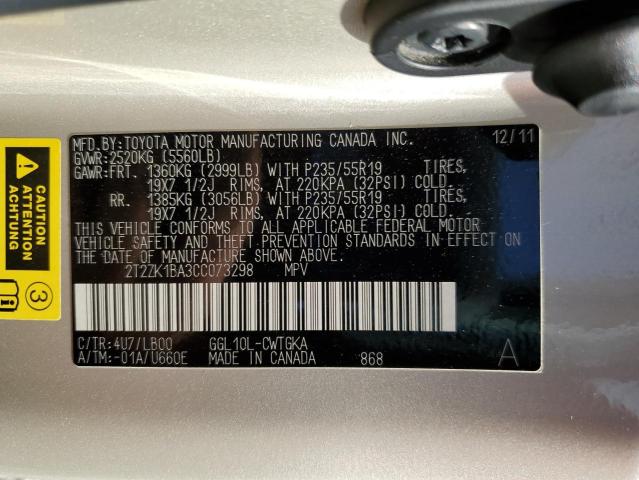 MFD.BY:TOYOTA MOTOR MANUFACTURING CANADA INC. 12/11
GVWR:2520KG (5560LB)
GAWR:FRT. 1360KG (2999LB) WITH P235/55R19 TIRES,
19X7 1/2J RIMS, AT 220KPA (32PSI) COLD.
RR. 1385KG (3056LB) WITH P235/55R19 TIRES,
19X7 1/2J RIMS, AT 220KPA (32PSI) COLD.
THIS VEHICLE CONFORMS TO ALL APPLICABLE FEDERAL MOTOR
VEHICLE SAFETY AND THEFT PREVENTION STANDARDS IN EFFECT ON
THE DATE OF MANUFACTURE SHOWN ABOVE.
2T2ZK1BA3CC073298 MPV
C/TR:4U7/LB00 GGL10L-CWTGKA
A/TM:-01A/U660E MADE IN CANADA 868 A
CAUTION
ATTENTION
ACHTUNG
3